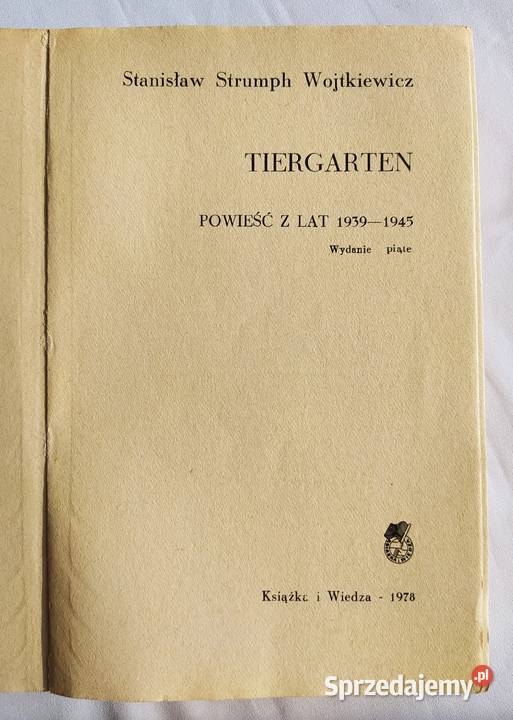 Stanisław Strumph Wojtkiewicz
TIERGARTEN
POWIEŚĆ Z LAT 1939—1945
Wydanie piąte
Książka i Wiedza - 1978
Sprzedajemy.pl